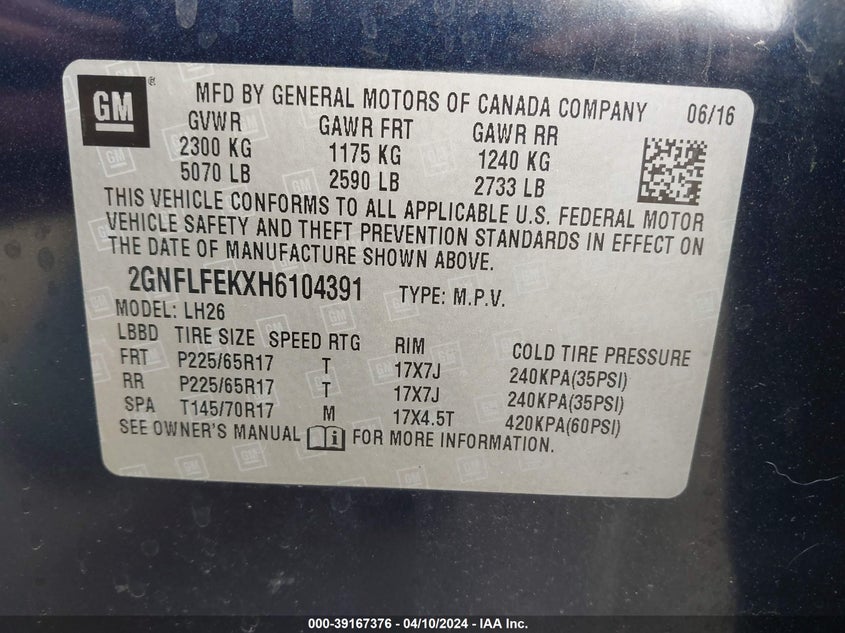 GM ®
MFD BY GENERAL MOTORS OF CANADA COMPANY 06/16
GVWR GAWR FRT GAWR RR
2300 KG 1175 KG 1240 KG
5070 LB 2590 LB 2733 LB
THIS VEHICLE CONFORMS TO ALL APPLICABLE U.S. FEDERAL MOTOR
VEHICLE SAFETY AND THEFT PREVENTION STANDARDS IN EFFECT ON
THE DATE OF MANUFACTURE SHOWN ABOVE.
2GNFLFEKXH6104391 TYPE: M.P.V.
MODEL: LH26
LBBD TIRE SIZE SPEED RTG RIM COLD TIRE PRESSURE
FRT P225/65R17 T 17X7J 240KPA(35PSI)
RR P225/65R17 T 17X7J 240KPA(35PSI)
SPA T145/70R17 M 17X4.5T 420KPA(60PSI)
SEE OWNER'S MANUAL i FOR MORE INFORMATION.
000-39167376 - 04/10/2024 - IAA Inc.